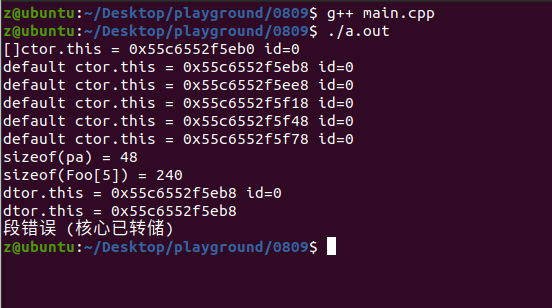 z@ubuntu:~/Desktop/playground/0809$ g++ main.cpp
z@ubuntu:~/Desktop/playground/0809$ ./a.out
[]ctor.this = 0x55c6552f5eb0 id=0
default ctor.this = 0x55c6552f5eb8 id=0
default ctor.this = 0x55c6552f5ee8 id=0
default ctor.this = 0x55c6552f5f18 id=0
default ctor.this = 0x55c6552f5f48 id=0
default ctor.this = 0x55c6552f5f78 id=0
sizeof(pa) = 48
sizeof(Foo[5]) = 240
dtor.this = 0x55c6552f5eb8 id=0
dtor.this = 0x55c6552f5eb8
段错误 (核心已转储)
z@ubuntu:~/Desktop/playground/0809$